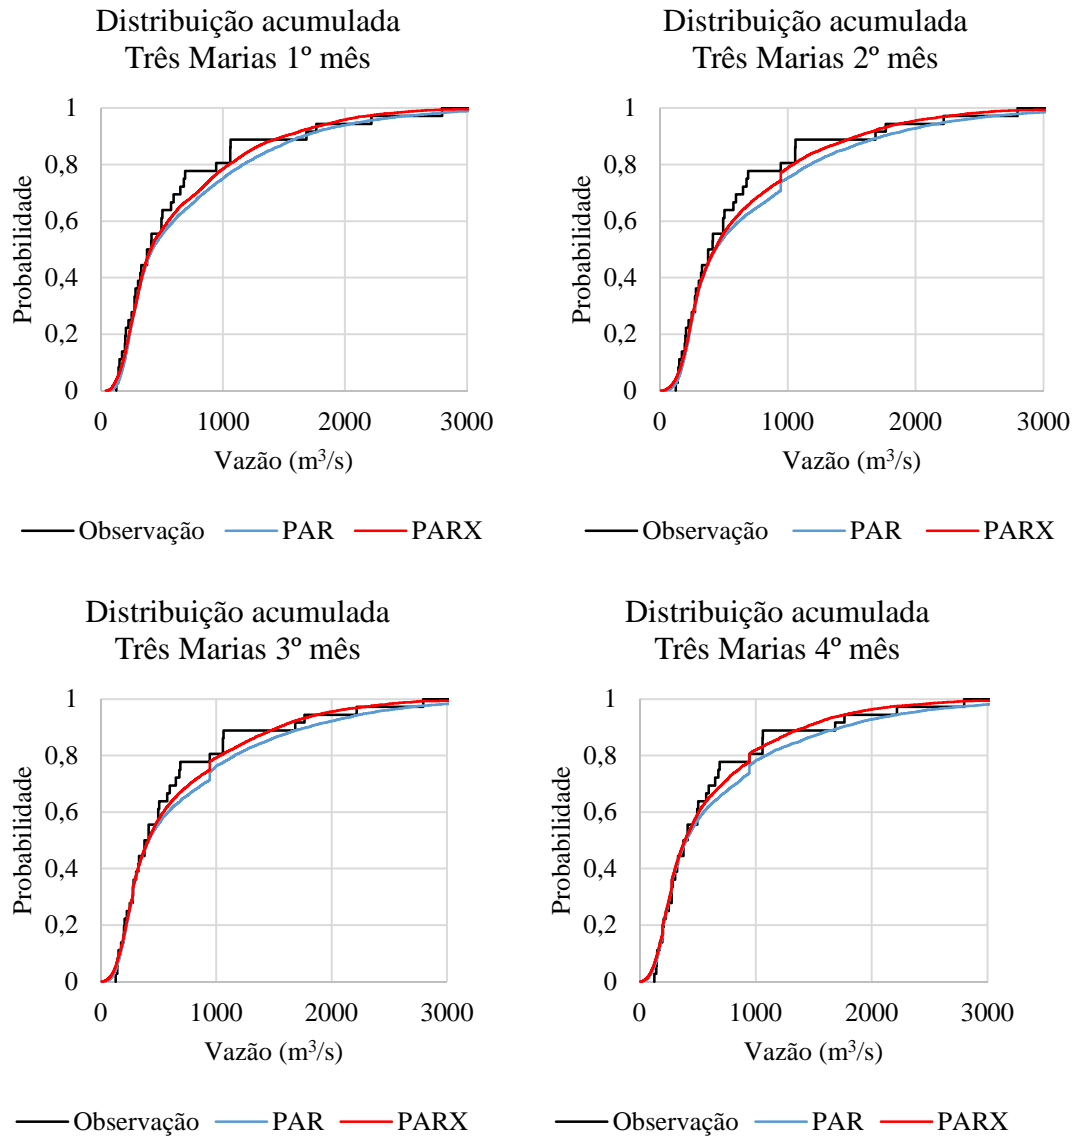 Distribuição acumulada
Três Marias 1º mês
1
0,8
0,6
0,4
0,2
0
Probabilidade
0 1000 2000 3000
Vazão (m³/s)
Observação PAR PARX
Distribuição acumulada
Três Marias 2º mês
1
0,8
0,6
0,4
0,2
0
Probabilidade
0 1000 2000 3000
Vazão (m³/s)
Observação PAR PARX
Distribuição acumulada
Três Marias 3º mês
1
0,8
0,6
0,4
0,2
0
Probabilidade
0 1000 2000 3000
Vazão (m³/s)
Observação PAR PARX
Distribuição acumulada
Três Marias 4º mês
1
0,8
0,6
0,4
0,2
0
Probabilidade
0 1000 2000 3000
Vazão (m³/s)
Observação PAR PARX